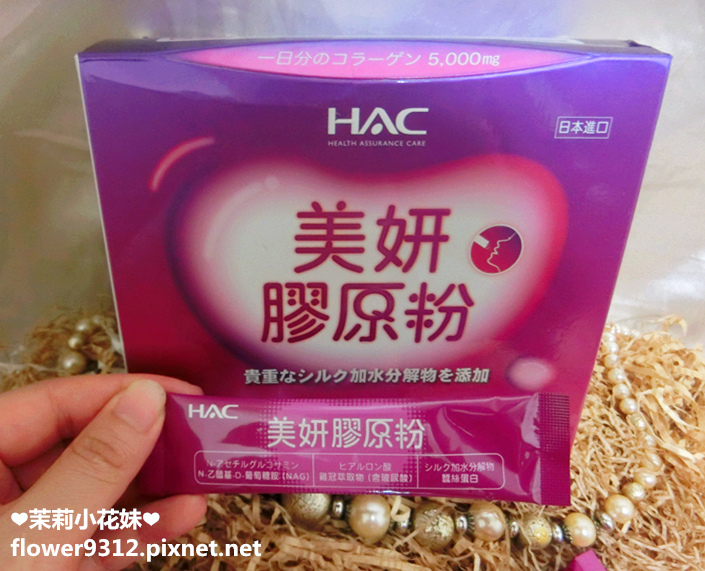 一日分のコラーゲン 5,000mg
HAC
HEALTH ASSURANCE CARE
日本進口
美妍
膠原粉
貴重なシルク加水分解物を添加
HAC
美妍膠原粉
N-アセチルグルコサミン
N-乙醯基-D-葡萄糖胺(NAG)
ヒアルロン酸
雞冠萃取物(含玻尿酸)
シルク加水分解物
蠶絲蛋白
❤茉莉小花妹❤
flower9312.pixnet.net